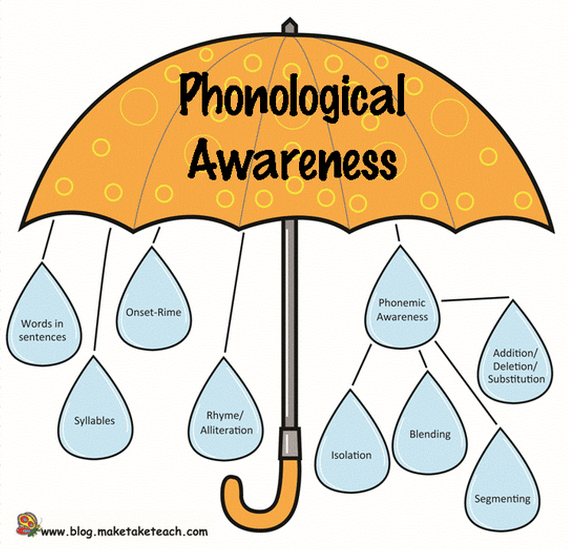 Phonological
Awareness
Words in
sentences
Onset-Rime
Syllables
Rhyme/
Alliteration
Phonemic
Awareness
Addition/
Deletion/
Substitution
Isolation
Blending
Segmenting
www.blog.maketaketeach.com